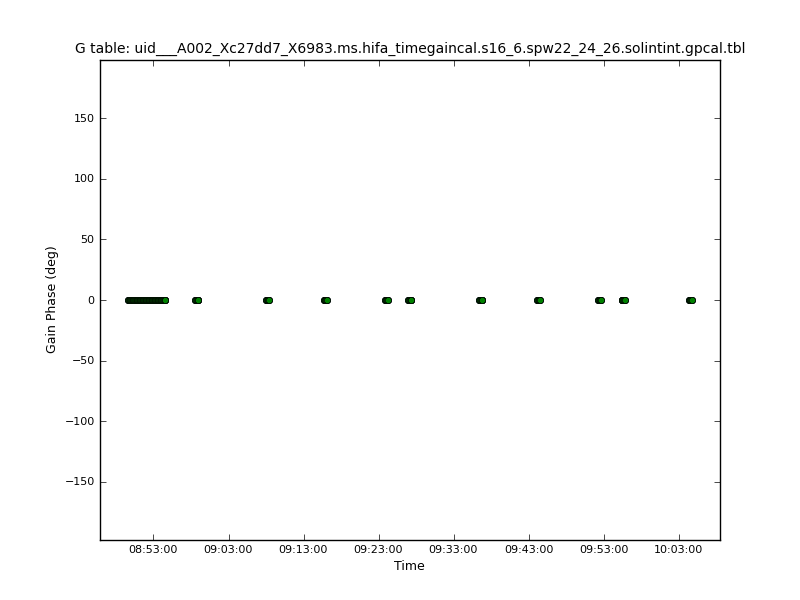 G table: uid___A002_Xc27dd7_X6983.ms.hifa_timegaincal.s16_6.spw22_24_26.solintint.gpcal.tbl
150
100
50
0
−50
−100
−150
Gain Phase (deg)
08:53:00 09:03:00 09:13:00 09:23:00 09:33:00 09:43:00 09:53:00 10:03:00
Time